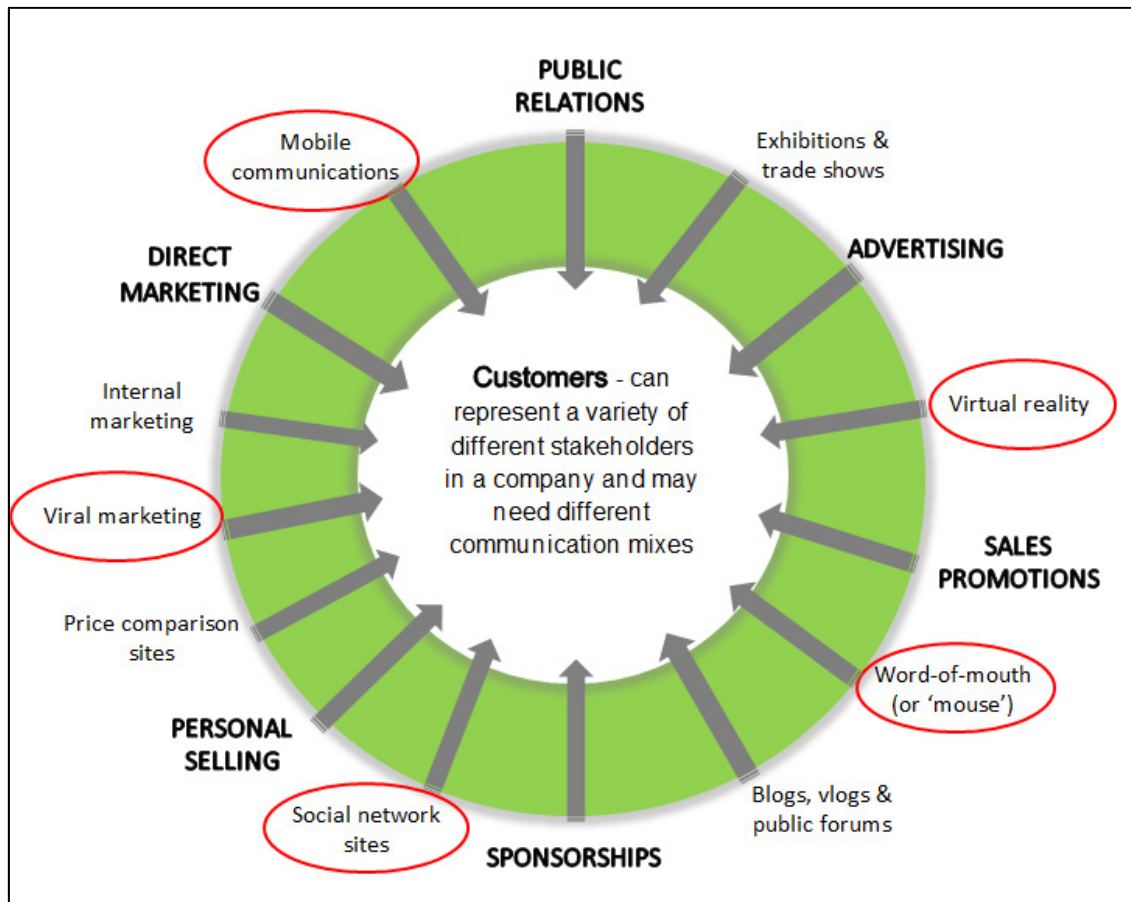 PUBLIC
RELATIONS
Exhibitions &
trade shows
ADVERTISING
Virtual reality
SALES
PROMOTIONS
Word-of-mouth
(or ‘mouse’)
Blogs, vlogs &
public forums
SPONSORSHIPS
Social network
sites
PERSONAL
SELLING
Price comparison
sites
Viral marketing
Internal
marketing
DIRECT
MARKETING
Mobile
communications
Customers - can
represent a variety of
different stakeholders
in a company and may
need different
communication mixes